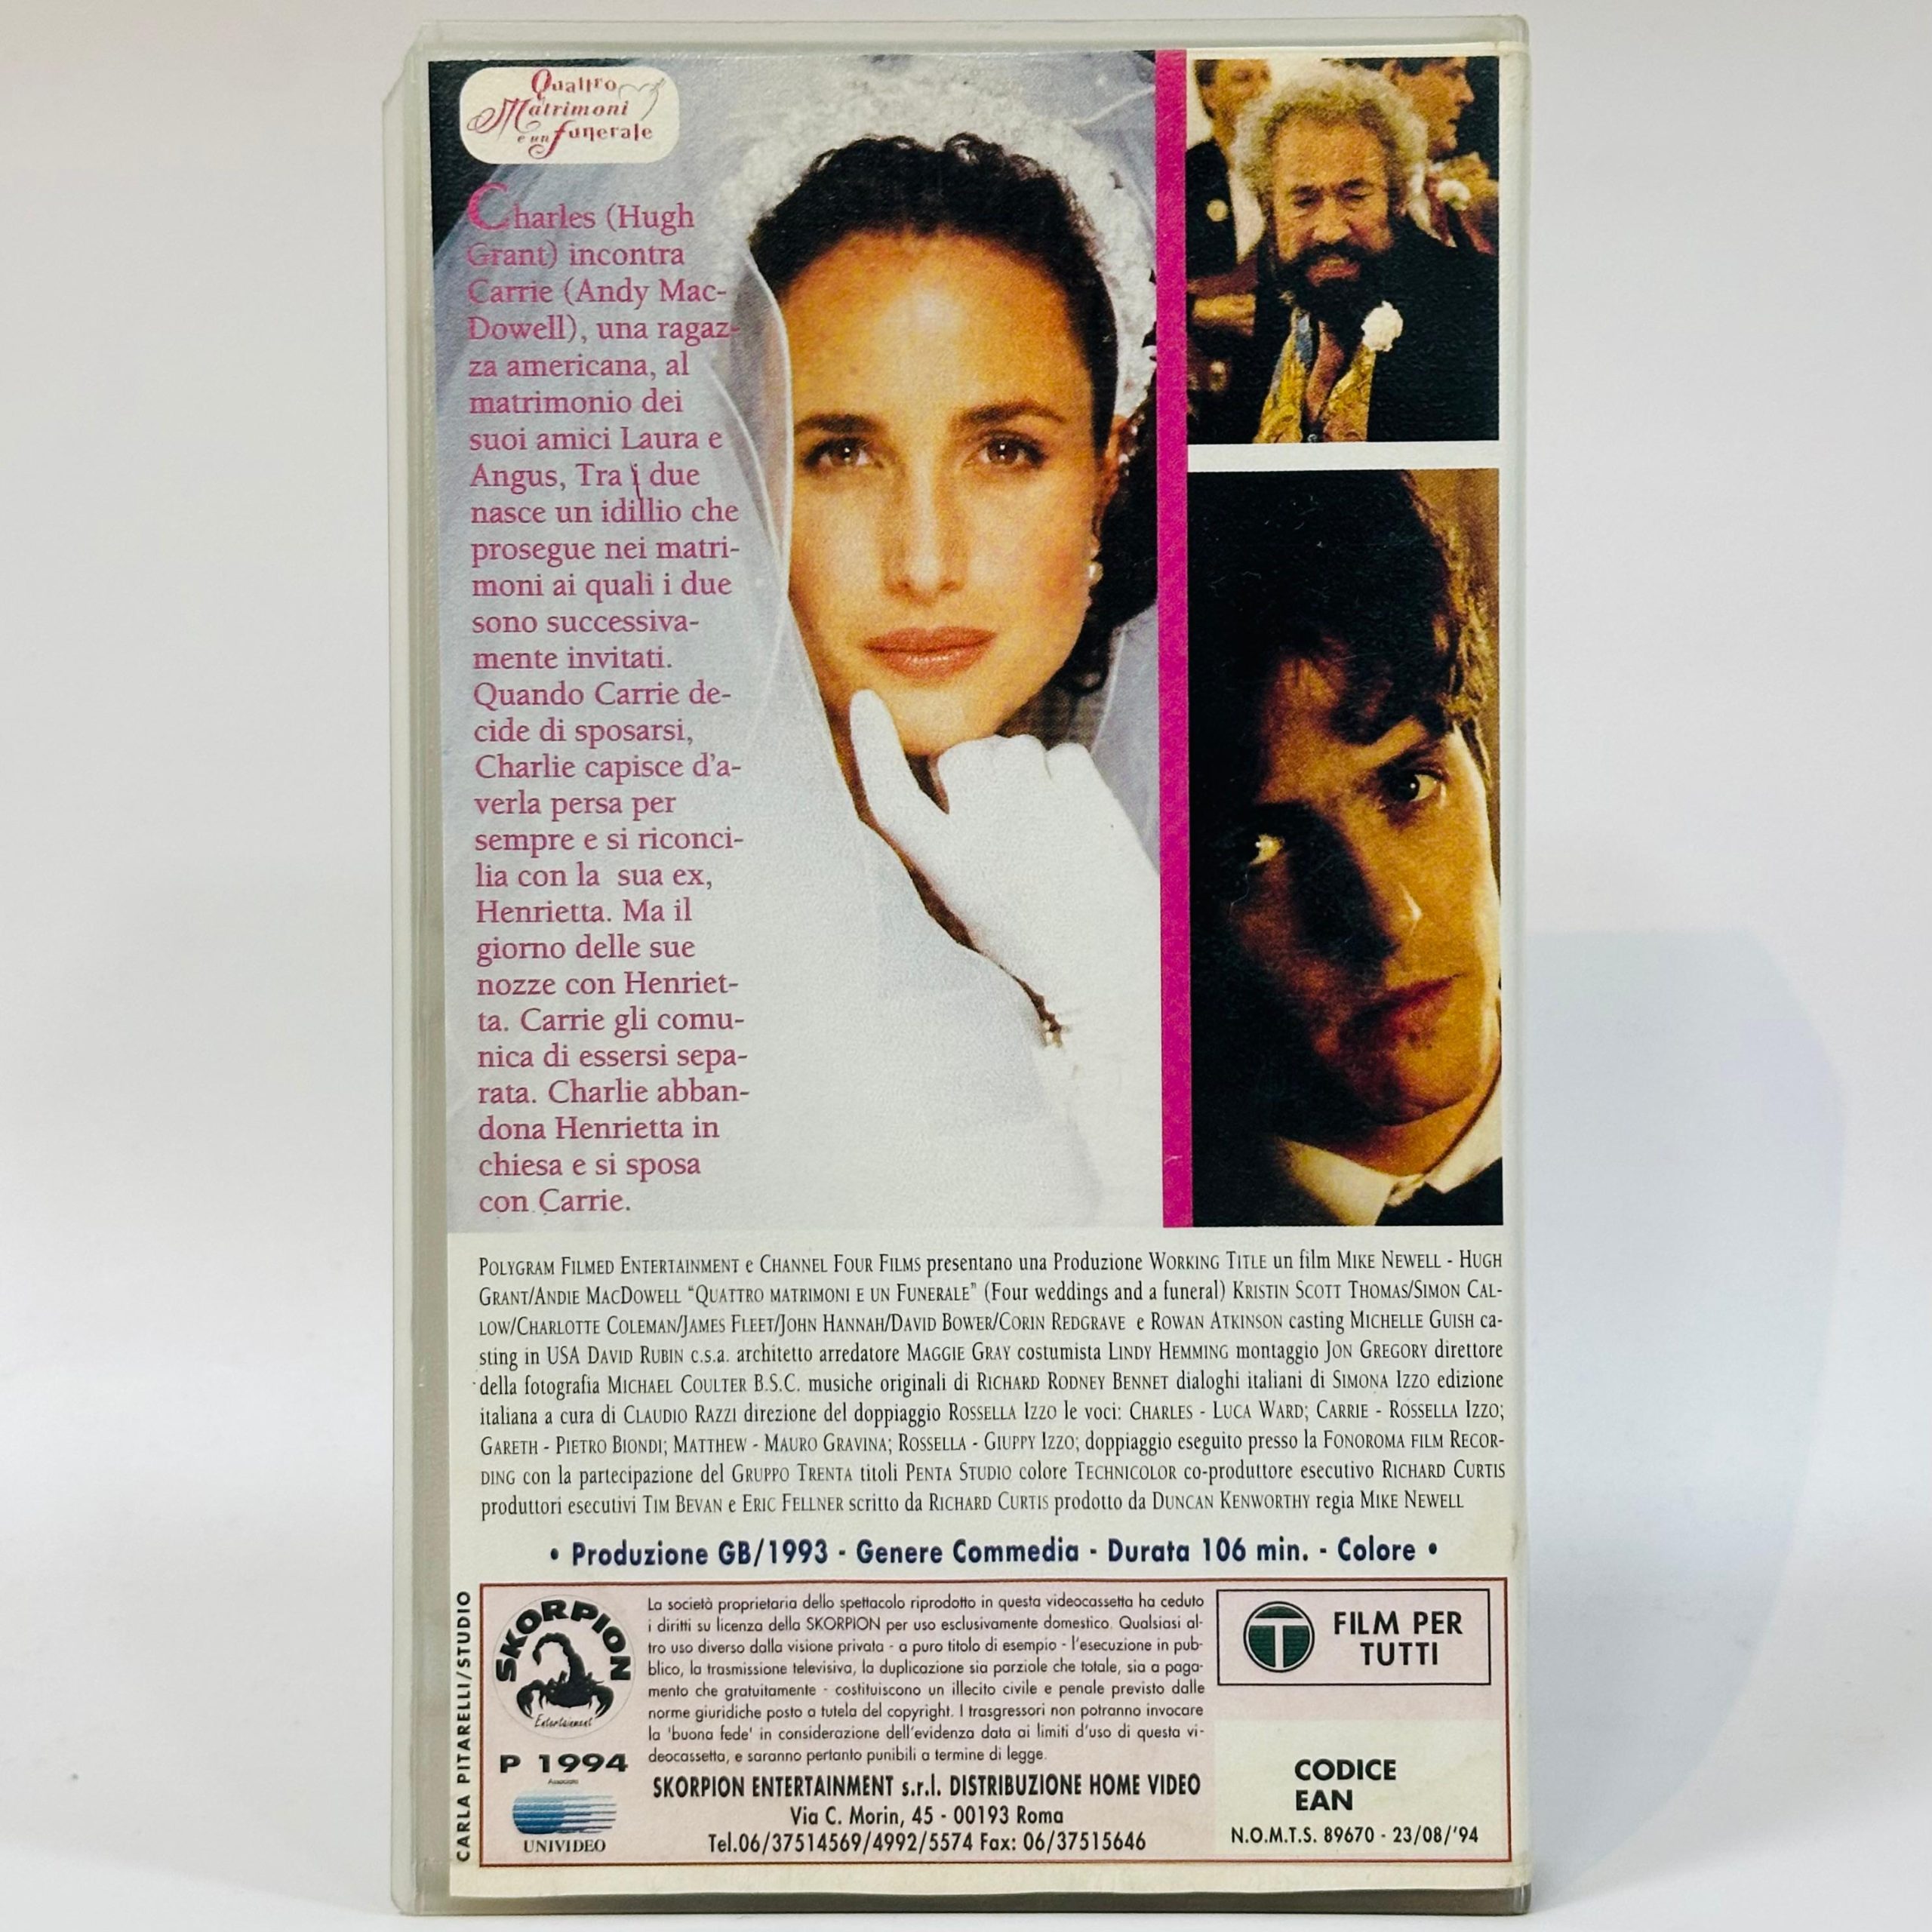 Quattro
Matrimoni
e un funerale
Charles (Hugh
Grant) incontra
Carrie (Andy Mac-
Dowell), una ragaz-
za americana, al
matrimonio dei
suoi amici Laura e
Angus, Tra i due
nasce un idillio che
prosegue nei matri-
moni ai quali i due
sono successiva-
mente invitati.
Quando Carrie de-
cide di sposarsi,
Charlie capisce d'a-
verla persa per
sempre e si riconci-
lia con la sua ex,
Henrietta. Ma il
giorno delle sue
nozze con Henriet-
ta. Carrie gli comu-
nica di essersi sepa-
rata. Charlie abban-
dona Henrietta in
chiesa e si sposa
con Carrie.
POLYGRAM FILMED ENTERTAINMENT e CHANNEL FOUR FILMS presentano una Produzione WORKING TITLE un film MIKE NEWELL - HUGH
GRANT/ANDIE MACDOWELL "QUATTRO MATRIMONI E UN FUNERALE" (Four weddings and a funeral) KRISTIN SCOTT THOMAS/SIMON CAL-
LOW/CHARLOTTE COLEMAN/JAMES FLEET/JOHN HANNAH/DAVID BOWER/CORIN REDGRAVE e ROWAN ATKINSON casting MICHELLE GUISH ca-
sting in USA DAVID RUBIN C.S.A. architetto arredatore MAGGIE GRAY costumista LINDY HEMMING montaggio JON GREGORY direttore
della fotografia MICHAEL COULTER B.S.C. musiche originali di RICHARD RODNEY BENNET dialoghi italiani di SIMONA IZZO edizione
italiana a cura di CLAUDIO RAZZI direzione del doppiaggio ROSSELLA IZZO le voci: CHARLES - LUCA WARD; CARRIE - ROSSELLA IZZO;
GARETH - PIETRO BIONDI; MATTHEW - MAURO GRAVINA; ROSSELLA - GIUPPY IZZO; doppiaggio eseguito presso la FONOROMA FILM RECOR-
DING con la partecipazione del GRUPPO TRENTA titoli PENTA STUDIO colore TECHNICOLOR co-produttore esecutivo RICHARD CURTIS
produttori esecutivi TIM BEVAN e ERIC FELLNER scritto da RICHARD CURTIS prodotto da DUNCAN KENWORTHY regia MIKE NEWELL
• Produzione GB/1993 - Genere Commedia - Durata 106 min. - Colore •
CARLA PITARELLI/STUDIO
SKORPION
Entertainment
P 1994
Associato
UNIVIDEO
La società proprietaria dello spettacolo riprodotto in questa videocassetta ha ceduto
i diritti su licenza della SKORPION per uso esclusivamente domestico. Qualsiasi al-
tro uso diverso dalla visione privata - a puro titolo di esempio - l'esecuzione in pub-
blico, la trasmissione televisiva, la duplicazione sia parziale che totale, sia a paga-
mento che gratuitamente - costituiscono un illecito civile e penale previsto dalle
norme giuridiche posto a tutela del copyright. I trasgressori non potranno invocare
la 'buona fede' in considerazione dell'evidenza data ai limiti d'uso di questa vi-
deocassetta, e saranno pertanto punibili a termine di legge.
SKORPION ENTERTAINMENT s.r.l. DISTRIBUZIONE HOME VIDEO
Via C. Morin, 45 - 00193 Roma
Tel.06/37514569/4992/5574 Fax: 06/37515646
T
FILM PER
TUTTI
CODICE
EAN
N.O.M.T.S. 89670 - 23/08/'94